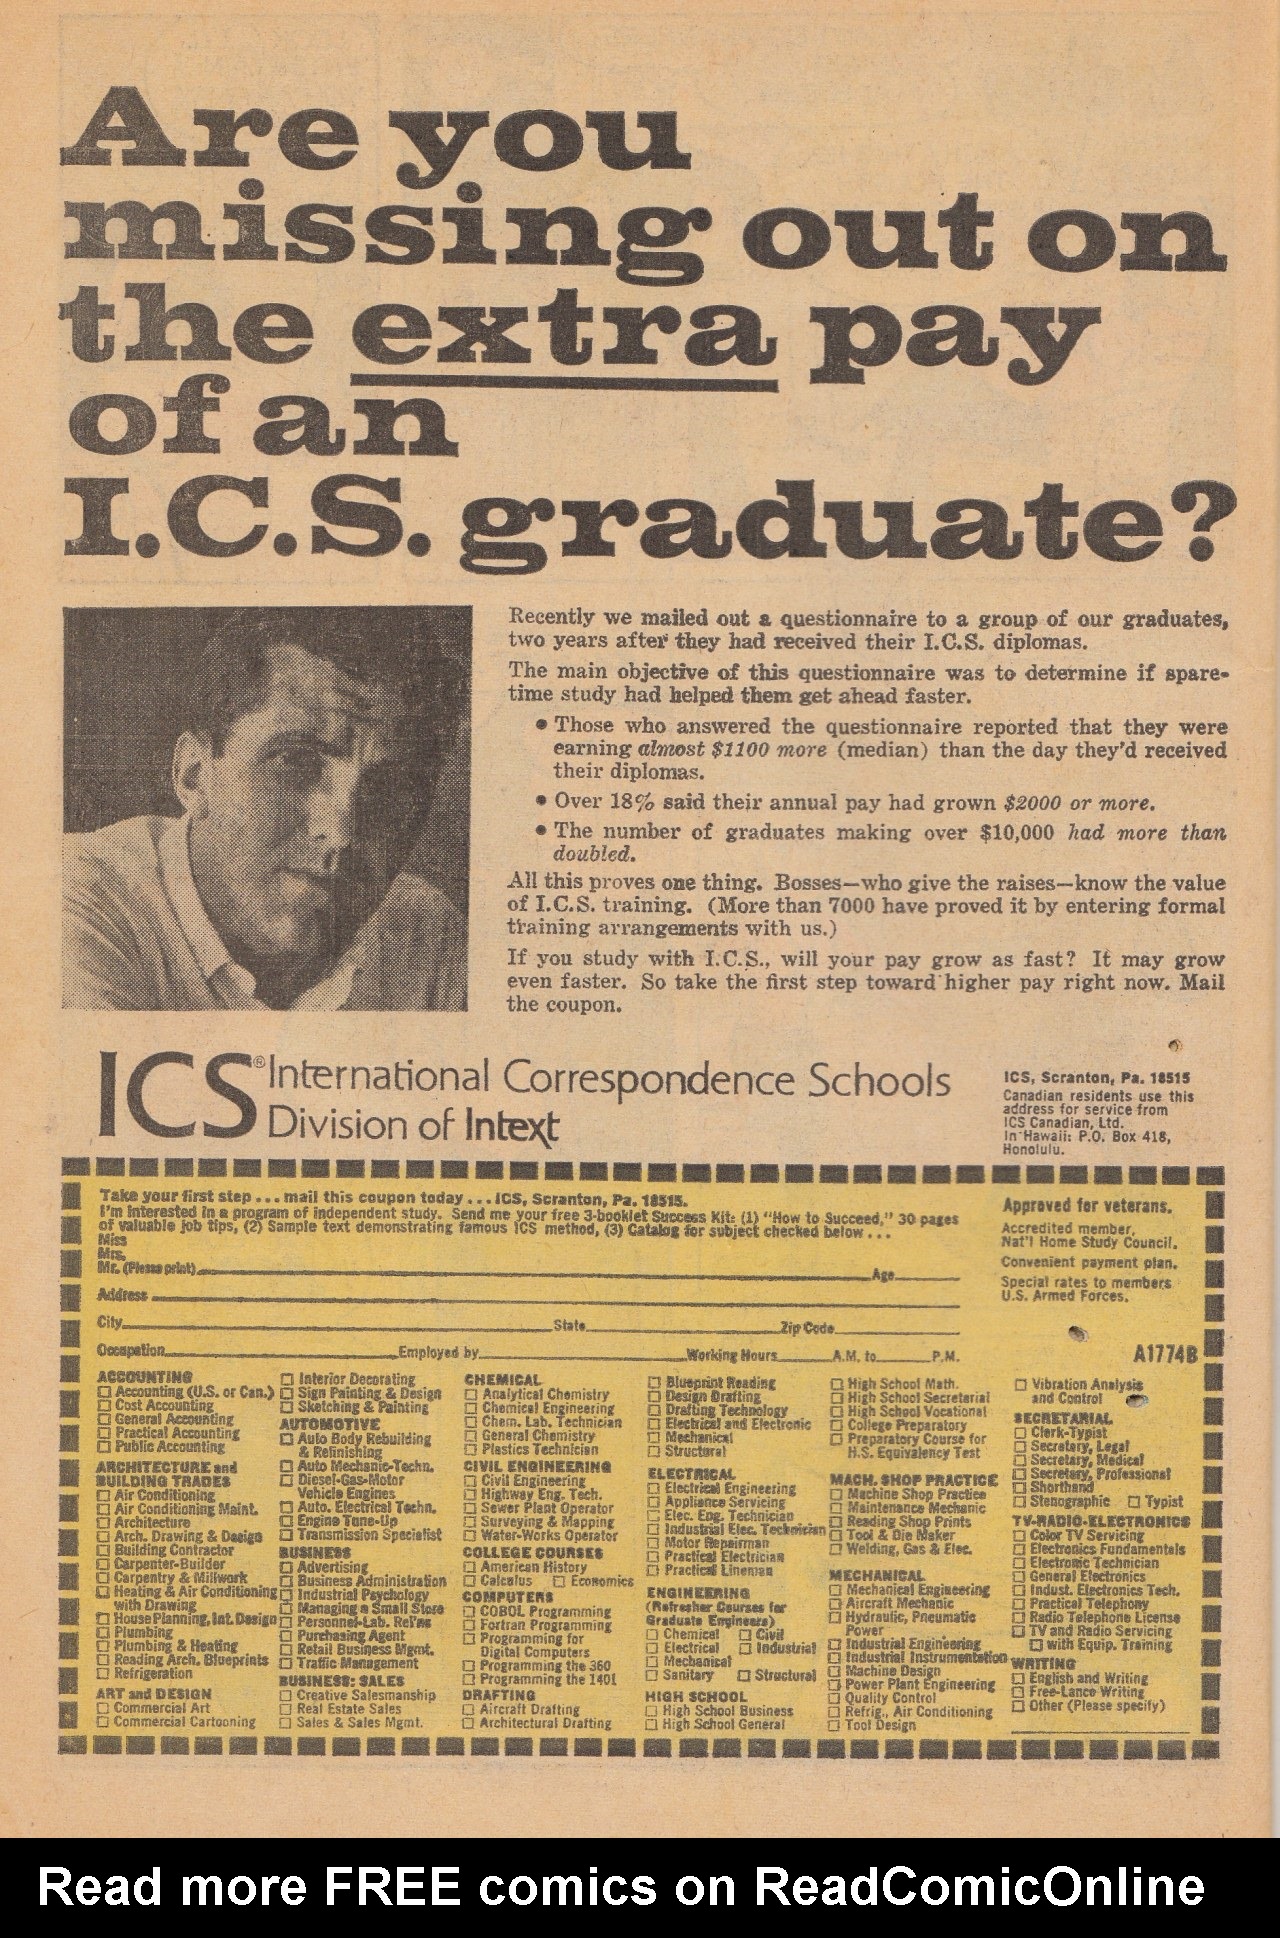 Are you
missing out on
the extra pay
of an
I.C.S. graduate?
Recently we mailed out a questionnaire to a group of our graduates,
two years after they had received their I.C.S. diplomas.
The main objective of this questionnaire was to determine if spare-
time study had helped them get ahead faster.
• Those who answered the questionnaire reported that they were
earning almost $1100 more (median) than the day they'd received
their diplomas.
• Over 18% said their annual pay had grown $2000 or more.
• The number of graduates making over $10,000 had more than
doubled.
All this proves one thing. Bosses—who give the raises—know the value
of I.C.S. training. (More than 7000 have proved it by entering formal
training arrangements with us.)
If you study with I.C.S., will your pay grow as fast? It may grow
even faster. So take the first step toward higher pay right now. Mail
the coupon.
ICS® International Correspondence Schools
Division of Intext
ICS, Scranton, Pa. 18515
Canadian residents use this
address for service from
ICS Canadian, Ltd.
In Hawaii: P.O. Box 418,
Honolulu.
Take your first step ... mail this coupon today ... ICS, Scranton, Pa. 18515.
I'm interested in a program of independent study. Send me your free 3-booklet Success Kit: (1) "How to Succeed," 30 pages
of valuable job tips, (2) Sample text demonstrating famous ICS method, (3) Catalog for subject checked below ...
Miss
Mrs.
Mr. (Please print) Age
Address
City State Zip Code
Occupation Employed by Working Hours A.M. to P.M.
Approved for veterans.
Accredited member,
Nat'l Home Study Council.
Convenient payment plan.
Special rates to members
U.S. Armed Forces.
A1774B
ACCOUNTING
□ Accounting (U.S. or Can.)
□ Cost Accounting
□ General Accounting
□ Practical Accounting
□ Public Accounting
ARCHITECTURE and
BUILDING TRADES
□ Air Conditioning
□ Air Conditioning Maint.
□ Architecture
□ Arch. Drawing & Design
□ Building Contractor
□ Carpenter-Builder
□ Carpentry & Millwork
□ Heating & Air Conditioning
with Drawing
□ House Planning, Int. Design
□ Plumbing
□ Plumbing & Heating
□ Reading Arch. Blueprints
□ Refrigeration
ART and DESIGN
□ Commercial Art
□ Commercial Cartooning
□ Interior Decorating
□ Sign Painting & Design
□ Sketching & Painting
AUTOMOTIVE
□ Auto Body Rebuilding
& Refinishing
□ Auto Mechanic-Techn.
□ Diesel-Gas-Motor
Vehicle Engines
□ Auto. Electrical Techn.
□ Engine Tune-Up
□ Transmission Specialist
BUSINESS
□ Advertising
□ Business Administration
□ Industrial Psychology
□ Managing a Small Store
□ Personnel-Lab. Rel'ns
□ Purchasing Agent
□ Retail Business Mgmt.
□ Traffic Management
BUSINESS: SALES
□ Creative Salesmanship
□ Real Estate Sales
□ Sales & Sales Mgmt.
CHEMICAL
□ Analytical Chemistry
□ Chemical Engineering
□ Chem. Lab. Technician
□ General Chemistry
□ Plastics Technician
CIVIL ENGINEERING
□ Civil Engineering
□ Highway Eng. Tech.
□ Sewer Plant Operator
□ Surveying & Mapping
□ Water-Works Operator
COLLEGE COURSES
□ American History
□ Calculus □ Economics
COMPUTERS
□ COBOL Programming
□ Fortran Programming
□ Programming for
Digital Computers
□ Programming the 360
□ Programming the 1401
DRAFTING
□ Aircraft Drafting
□ Architectural Drafting
□ Blueprint Reading
□ Design Drafting
□ Drafting Technology
□ Electrical and Electronic
□ Mechanical
□ Structural
ELECTRICAL
□ Electrical Engineering
□ Appliance Servicing
□ Elec. Eng. Technician
□ Industrial Elec. Technician
□ Motor Repairman
□ Practical Electrician
□ Practical Lineman
ENGINEERING
(Refresher Courses for
Graduate Engineers)
□ Chemical □ Civil
□ Electrical □ Industrial
□ Mechanical
□ Sanitary □ Structural
HIGH SCHOOL
□ High School Business
□ High School General
□ High School Math.
□ High School Secretarial
□ High School Vocational
□ College Preparatory
□ Preparatory Course for
H.S. Equivalency Test
MACH. SHOP PRACTICE
□ Machine Shop Practice
□ Maintenance Mechanic
□ Reading Shop Prints
□ Tool & Die Maker
□ Welding, Gas & Elec.
MECHANICAL
□ Mechanical Engineering
□ Aircraft Mechanic
□ Hydraulic, Pneumatic
Power
□ Industrial Engineering
□ Industrial Instrumentation
□ Machine Design
□ Power Plant Engineering
□ Quality Control
□ Refrig., Air Conditioning
□ Tool Design
□ Vibration Analysis
and Control
SECRETARIAL
□ Clerk-Typist
□ Secretary, Legal
□ Secretary, Medical
□ Secretary, Professional
□ Shorthand
□ Stenographic □ Typist
TV-RADIO-ELECTRONICS
□ Color TV Servicing
□ Electronics Fundamentals
□ Electronic Technician
□ General Electronics
□ Indust. Electronics Tech.
□ Practical Telephony
□ Radio Telephone License
□ TV and Radio Servicing
□ with Equip. Training
WRITING
□ English and Writing
□ Free-Lance Writing
□ Other (Please specify)
Read more FREE comics on ReadComicOnline